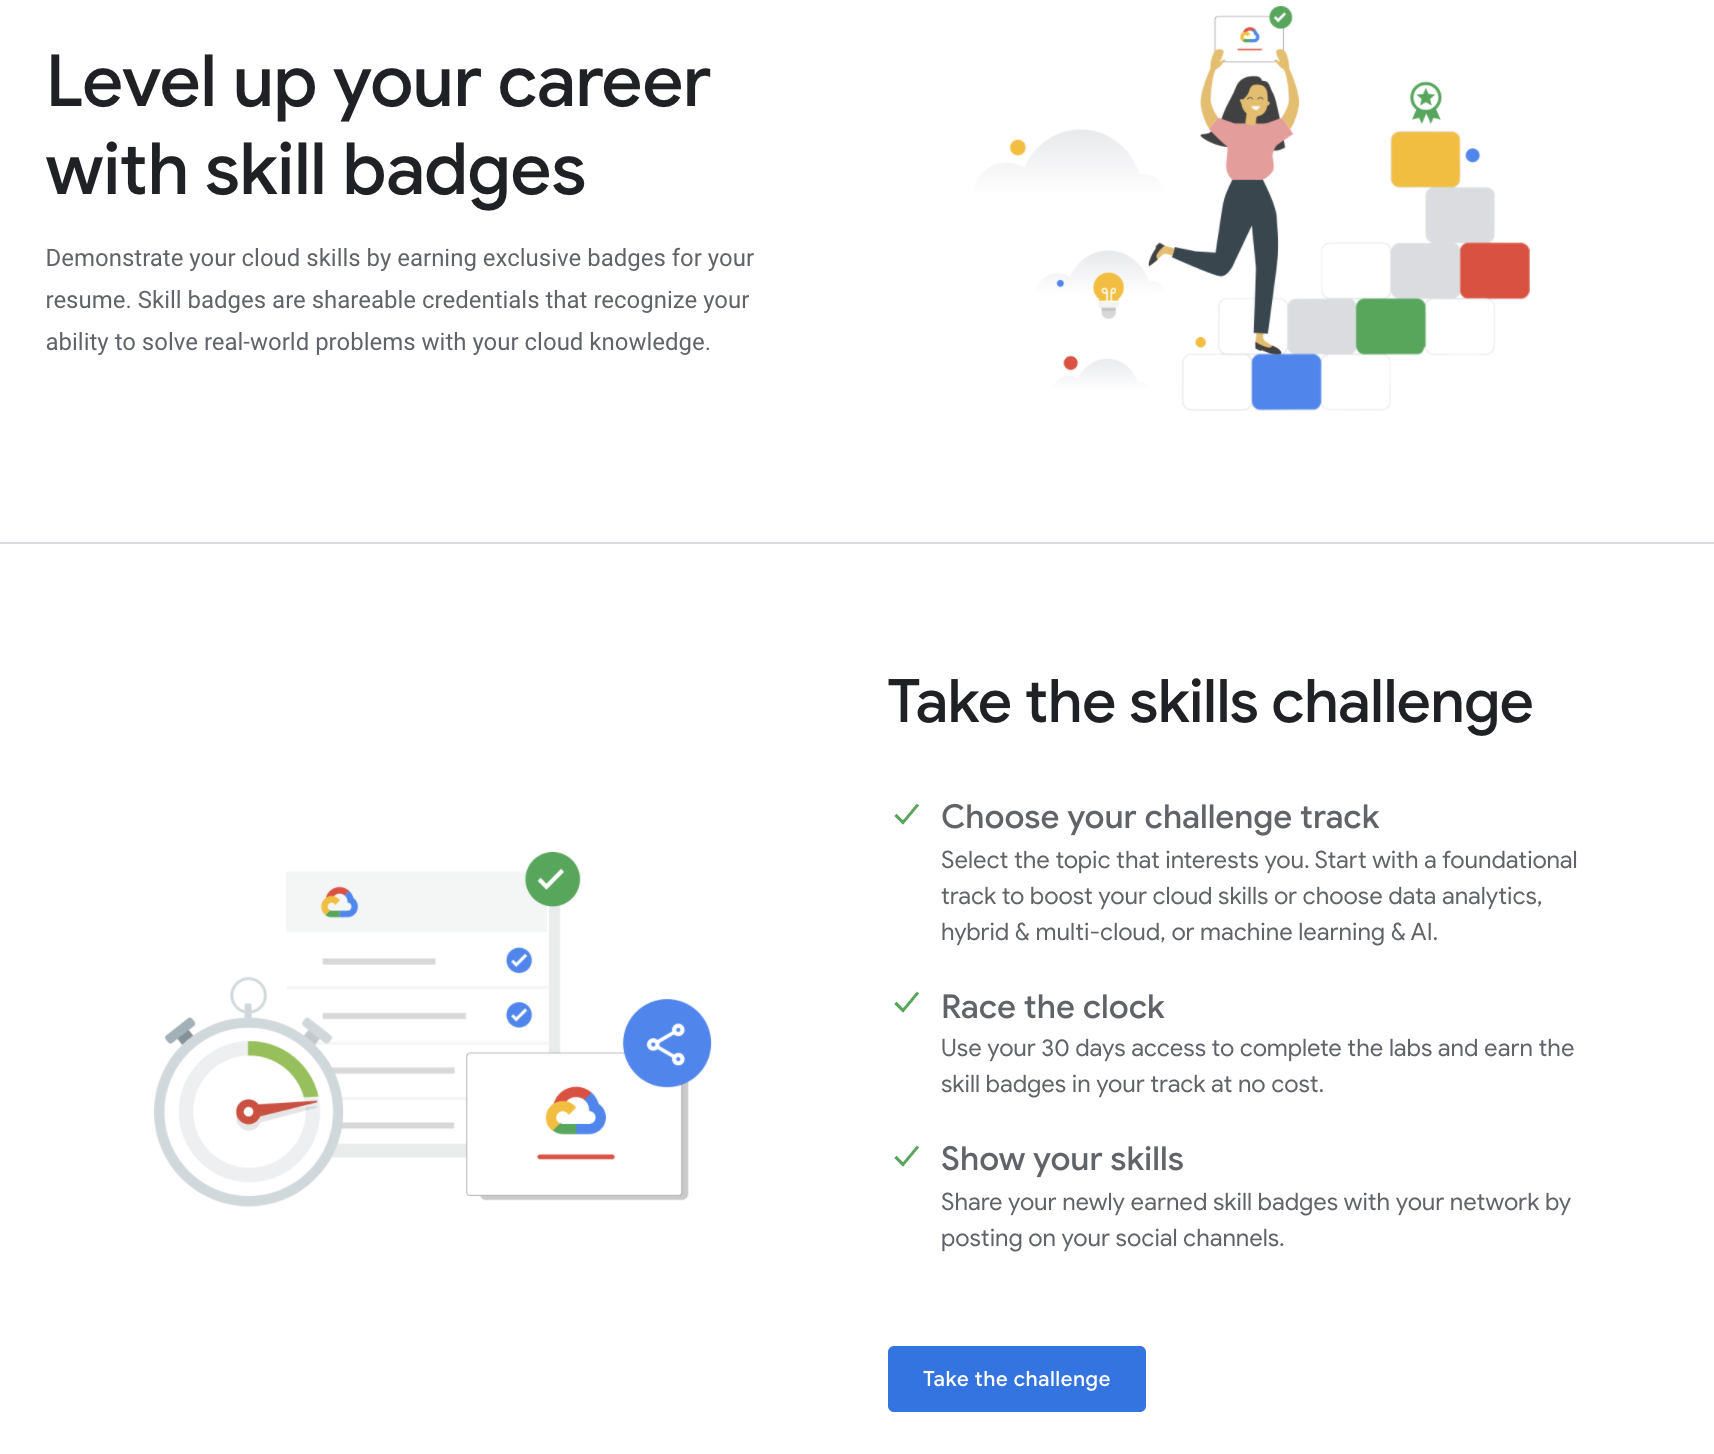 Level up your career
with skill badges
Demonstrate your cloud skills by earning exclusive badges for your
resume. Skill badges are shareable credentials that recognize your
ability to solve real-world problems with your cloud knowledge.
Take the skills challenge
Choose your challenge track
Select the topic that interests you. Start with a foundational
track to boost your cloud skills or choose data analytics,
hybrid & multi-cloud, or machine learning & AI.
Race the clock
Use your 30 days access to complete the labs and earn the
skill badges in your track at no cost.
Show your skills
Share your newly earned skill badges with your network by
posting on your social channels.
Take the challenge